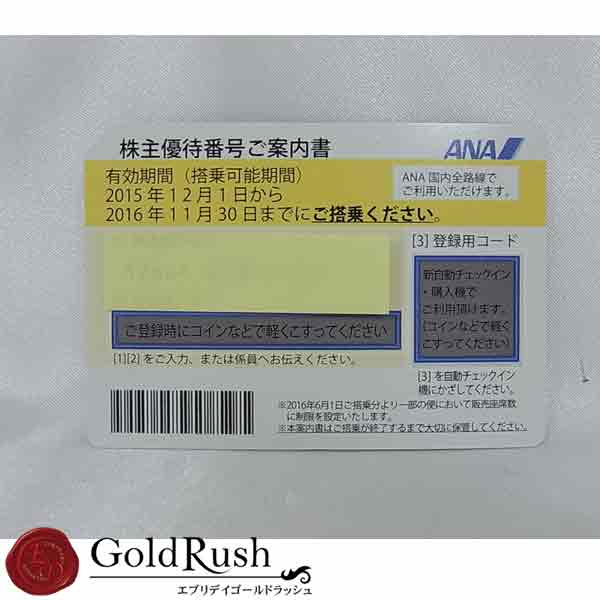 株主優待番号ご案内書
ANA
有効期間（搭乗可能期間）
2015年12月1日から
2016年11月30日までにご搭乗ください。
ANA国内全路線で
ご利用いただけます。
[3] 登録用コード
新自動チェックイン
・購入機で
ご利用頂けます。
（コインなどで軽く
こすってください）
ご登録時にコインなどで軽くこすってください
[1][2]をご入力、または係員へお伝えください。
[3]を自動チェックイン
機にかざしてください。
※2016年6月1日ご搭乗分より一部の便において販売座席数
に制限を設定いたします。
※本案内書はご搭乗が終了するまで大切に保管してください。
GoldRush
エブリデイゴールドラッシュ